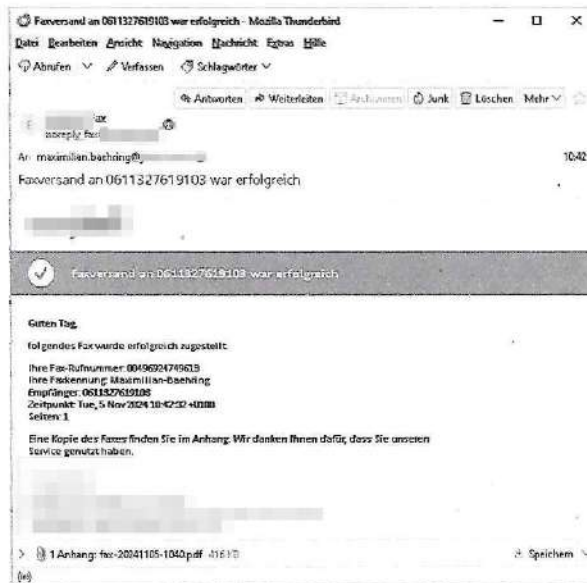 Faxversand an 0611327619103 war erfolgreich - Mozilla Thunderbird
Datei Bearbeiten Ansicht Navigation Nachricht Extras Hilfe
Abrufen Verfassen Schlagwörter
Antworten Weiterleiten Archivieren Junk Löschen Mehr
ax
noreply fax
An maximilian.baehring@ 10:42
Faxversand an 0611327619103 war erfolgreich
Faxversand an 0611327619103 war erfolgreich
Guten Tag,
folgendes Fax wurde erfolgreich zugestellt
Ihre Fax-Rufnummer: 00496924749619
Ihre Faxkennung: Maximilian-Baehring
Empfänger: 0611327619103
Zeitpunkt: Tue, 5 Nov 2024 10:42:32 +0100
Seiten: 1
Eine Kopie des Faxes finden Sie im Anhang. Wir danken Ihnen dafür, dass Sie unseren
Service genutzt haben.
1 Anhang: fax-20241105-1040.pdf 416 KB Speichern